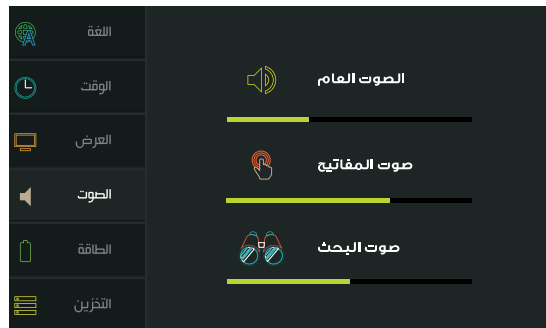 اللغة
الوقت
العرض
الصوت
الطاقة
التخزين
الصوت العام
صوت المفاتيح
صوت البحث